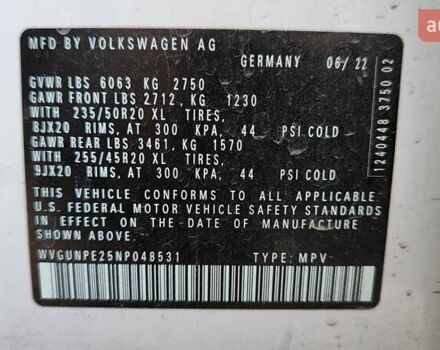 MFD BY VOLKSWAGEN AG
GERMANY 06/ 22
GVWR LBS 6063 KG 2750
GAWR FRONT LBS 2712, KG 1230
WITH 235/50R20 XL TIRES,
8JX20 RIMS, AT 300 KPA, 44 PSI COLD
GAWR REAR LBS 3461, KG 1570
WITH 255/45R20 XL TIRES,
9JX20 RIMS, AT 300 KPA, 44 PSI COLD
THIS VEHICLE CONFORMS TO ALL APPLICABLE
U.S. FEDERAL MOTOR VEHICLE SAFETY STANDARDS
IN EFFECT ON THE DATE OF MANUFACTURE
SHOWN ABOVE
WVGUNPE25NP048531 TYPE: MPV
1240448 3750 02